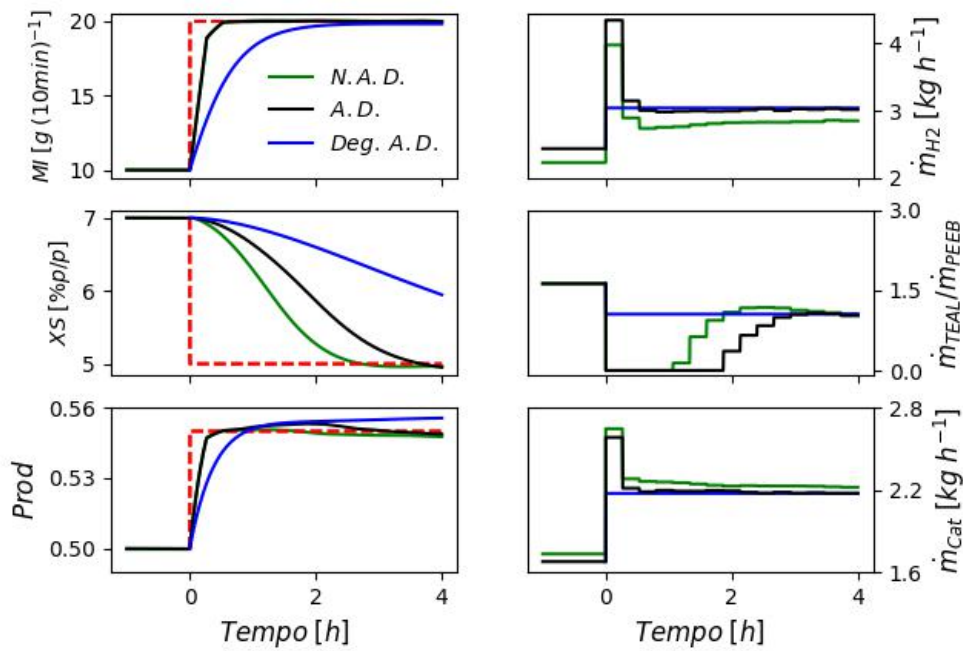 MI [g (10min)⁻¹]
20
15
10
N.A.D.
A.D.
Deg. A.D.
4
3
2
ṁH2 [kg h⁻¹]
XS [%p/p]
7
6
5
3.0
1.5
0.0
ṁTEAL/ṁPEEB
Prod
0.56
0.53
0.50
0
2
4
Tempo [h]
2.8
2.2
1.6
ṁCat [kg h⁻¹]
0
2
4
Tempo [h]